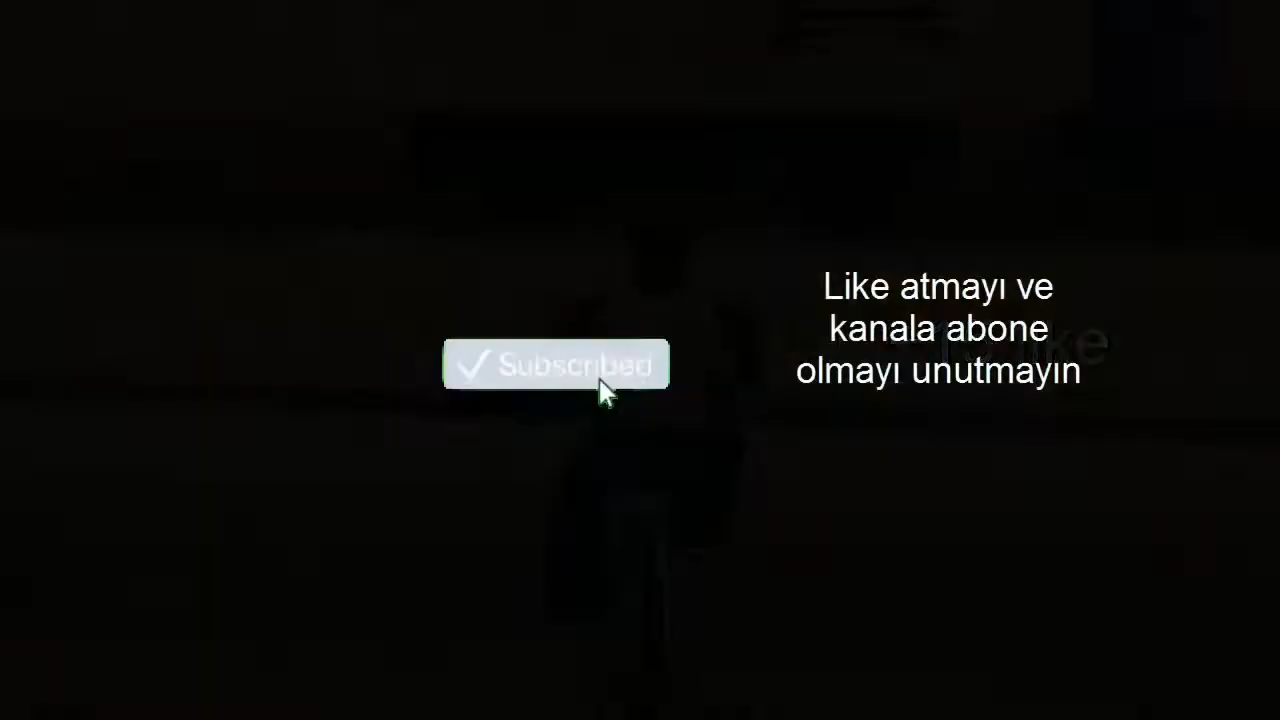 Like atmayı ve
kanala abone
olmayı unutmayın
Subscribed